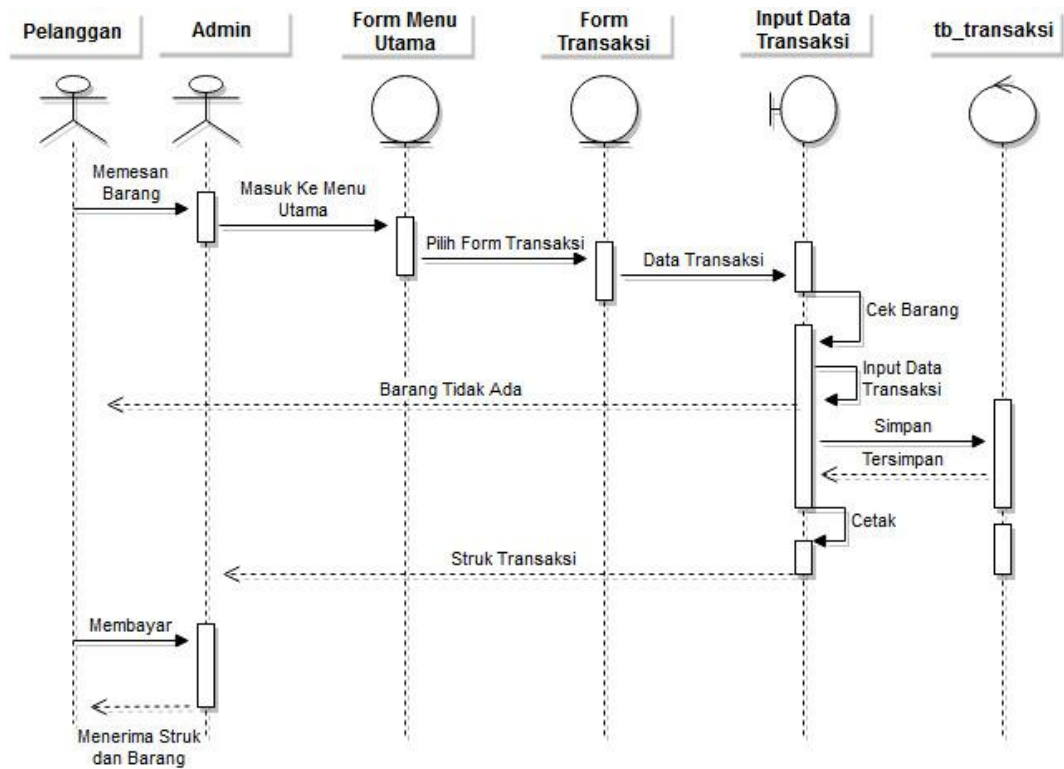 Pelanggan
Admin
Form Menu
Utama
Form
Transaksi
Input Data
Transaksi
tb_transaksi
Memesan
Barang
Masuk Ke Menu
Utama
Pilih Form Transaksi
Data Transaksi
Cek Barang
Input Data
Transaksi
Barang Tidak Ada
Simpan
Tersimpan
Cetak
Struk Transaksi
Membayar
Menerima Struk
dan Barang